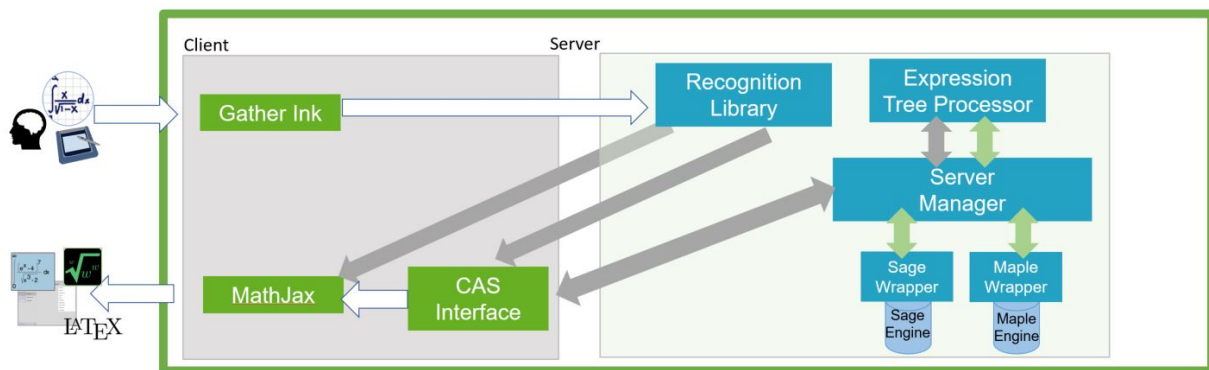 Client
Server
Gather Ink
Recognition
Library
Expression
Tree Processor
Server
Manager
Sage
Wrapper
Maple
Wrapper
Sage
Engine
Maple
Engine
MathJax
CAS
Interface
LATEX